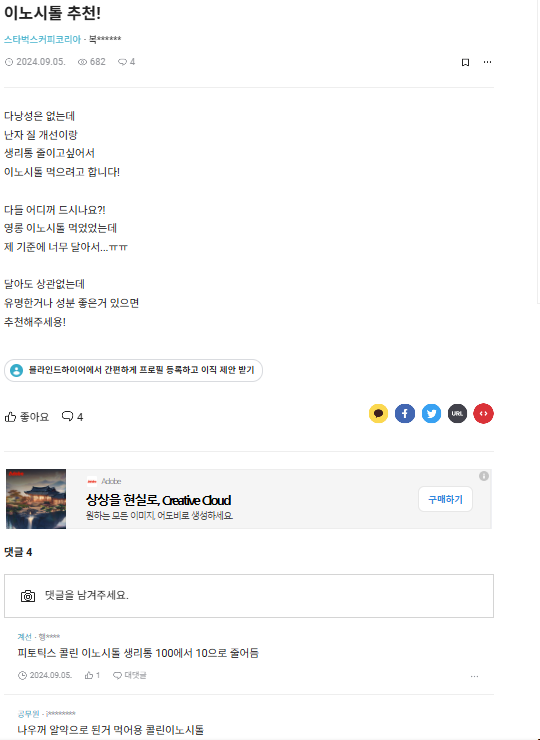 이노시톨 추천!
스타벅스커피코리아 · 복******
2024.09.05. 682 4
다낭성은 없는데
난자 질 개선이랑
생리통 줄이고싶어서
이노시톨 먹으려고 합니다!
다들 어디꺼 드시나요?!
영롱 이노시톨 먹었었는데
제 기준에 너무 달아서...ㅠㅠ
달아도 상관없는데
유명한거나 성분 좋은거 있으면
추천해주세용!
블라인드하이어에서 간편하게 프로필 등록하고 이직 제안 받기
좋아요 4
URL
Adobe
상상을 현실로, Creative Cloud
원하는 모든 이미지, 어도비로 생성하세요.
구매하기
댓글 4
댓글을 남겨주세요.
계선 · 행****
피토틱스 콜린 이노시톨 생리통 100에서 10으로 줄어듬
2024.09.05. 1 대댓글
공무원 · i********
나우꺼 알약으로 된거 먹어용 콜린이노시톨